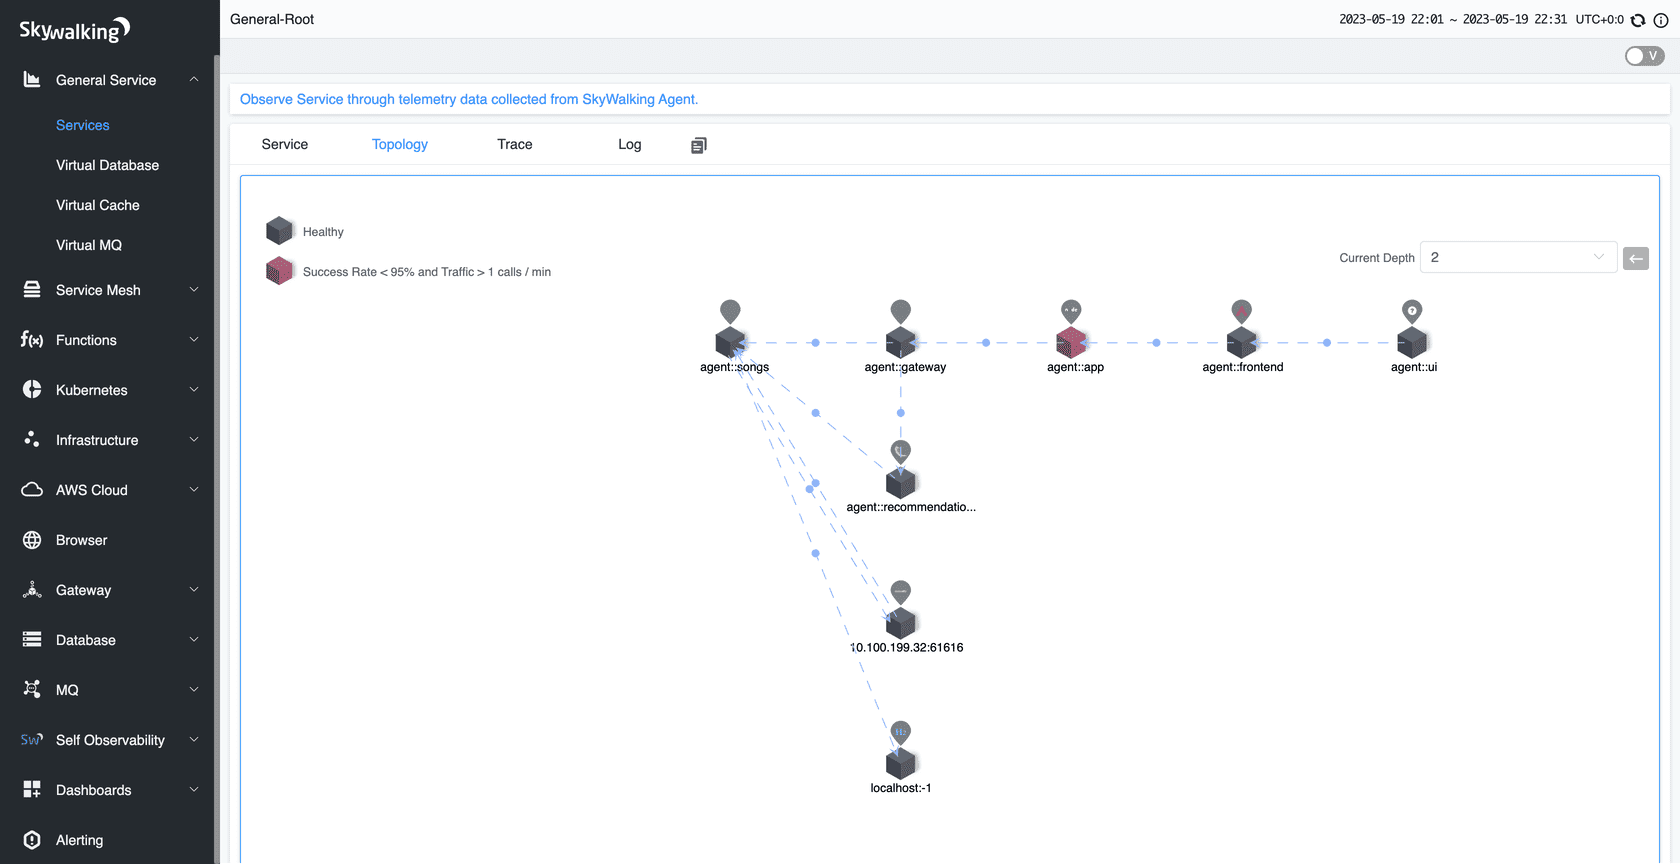 Skywalking
General Service
Services
Virtual Database
Virtual Cache
Virtual MQ
Service Mesh
Functions
Kubernetes
Infrastructure
AWS Cloud
Browser
Gateway
Database
MQ
Self Observability
Dashboards
Alerting
General-Root
2023-05-19 22:01 ~ 2023-05-19 22:31 UTC+0:0
V
Observe Service through telemetry data collected from SkyWalking Agent.
Service Topology Trace Log
Healthy
Success Rate < 95% and Traffic > 1 calls / min
Current Depth 2
agent::songs agent::gateway agent::app agent::frontend agent::ui
agent::recommendatio...
10.100.199.32:61616
localhost:-1